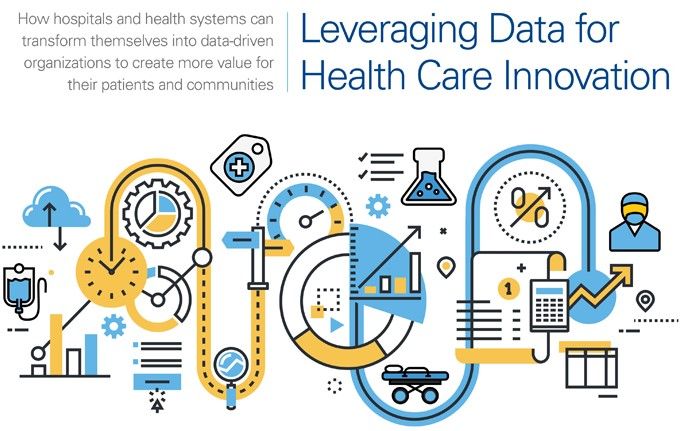 How hospitals and health systems can
transform themselves into data-driven
organizations to create more value for
their patients and communities
Leveraging Data for
Health Care Innovation
%
1